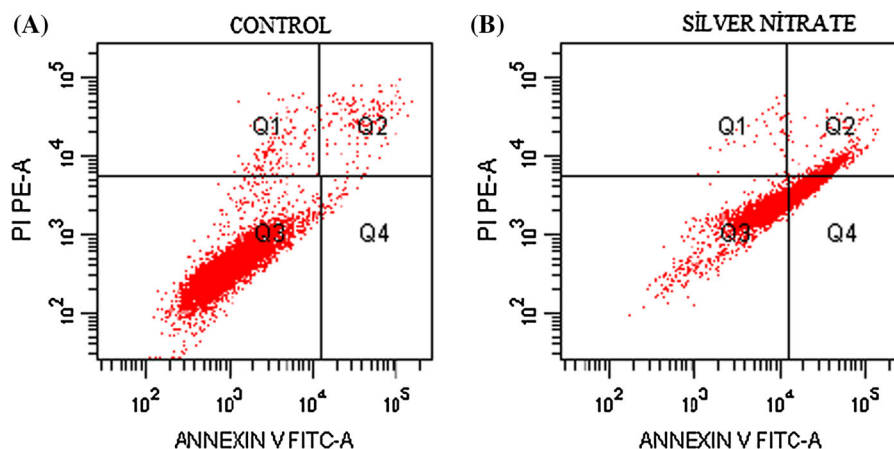 (A) CONTROL
10^5
10^4
10^3
10^2
PI PE-A
Q1
Q2
Q3
Q4
10^2 10^3 10^4 10^5
ANNEXIN V FITC-A
(B) SİLVER NİTRATE
10^5
10^4
10^3
10^2
PI PE-A
Q1
Q2
Q3
Q4
10^2 10^3 10^4 10^5
ANNEXIN V FITC-A